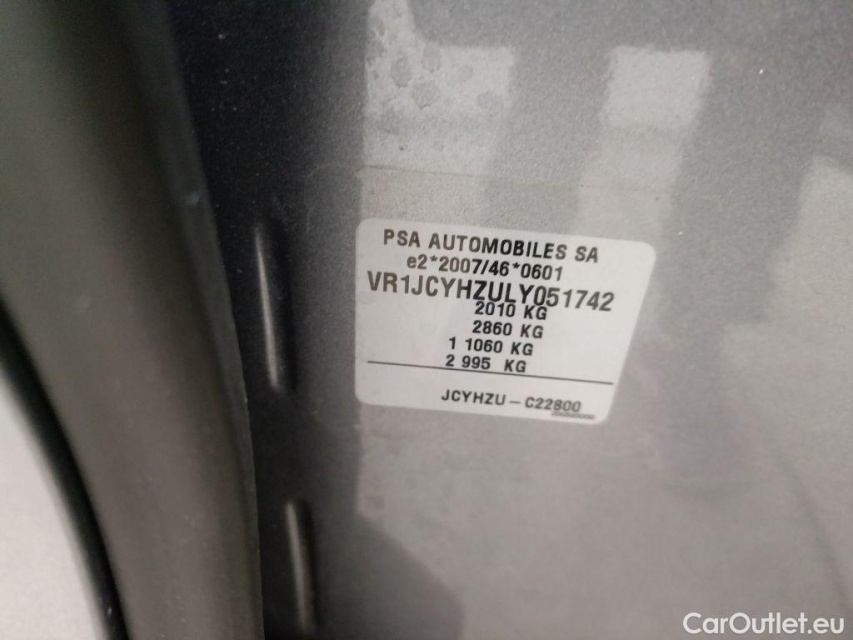 PSA AUTOMOBILES SA
e2*2007/46*0601
VR1JCYHZULY051742
2010 KG
2860 KG
1 1060 KG
2 995 KG
JCYHZU-C22800
CarOutlet.eu